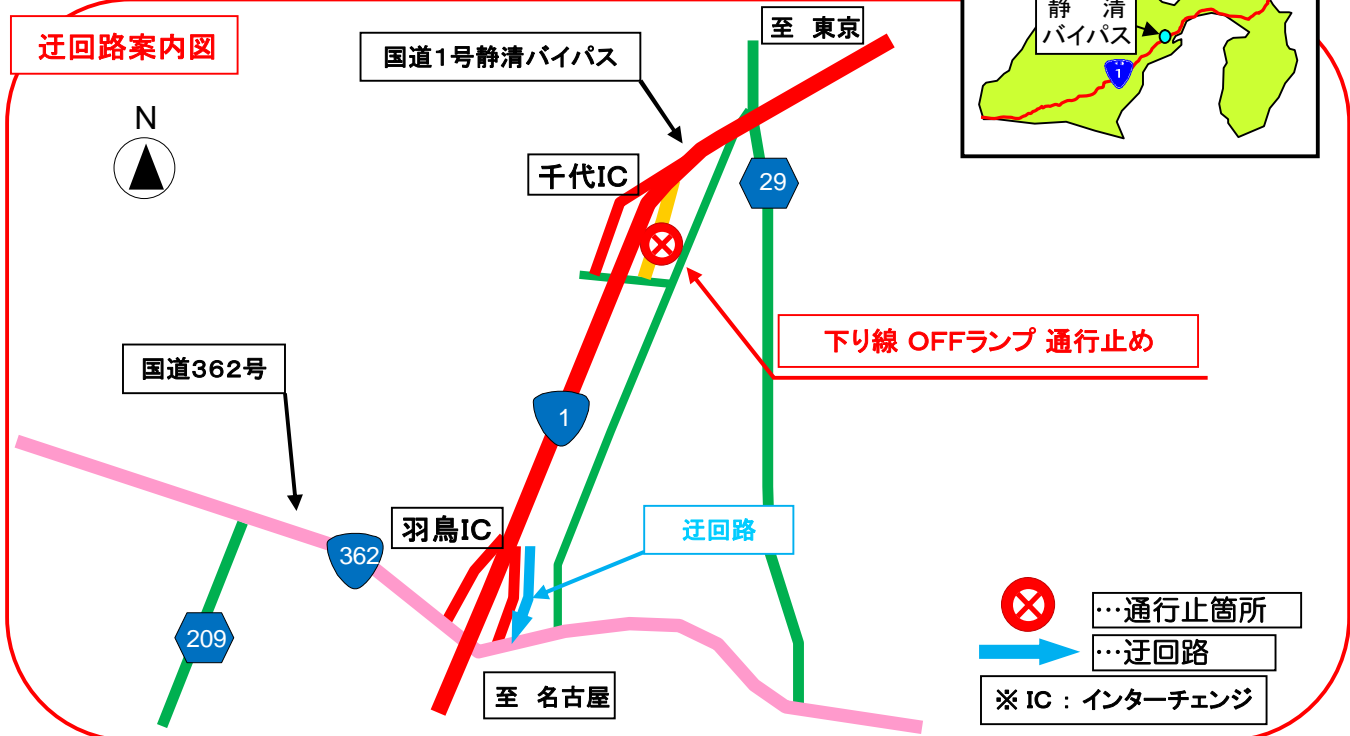 迂回路案内図
国道1号静清バイパス
至 東京
静 清
バイパス
1
N
千代IC
29
下り線 OFFランプ 通行止め
国道362号
1
羽鳥IC
迂回路
362
209
至 名古屋
…通行止箇所
…迂回路
※ IC : インターチェンジ